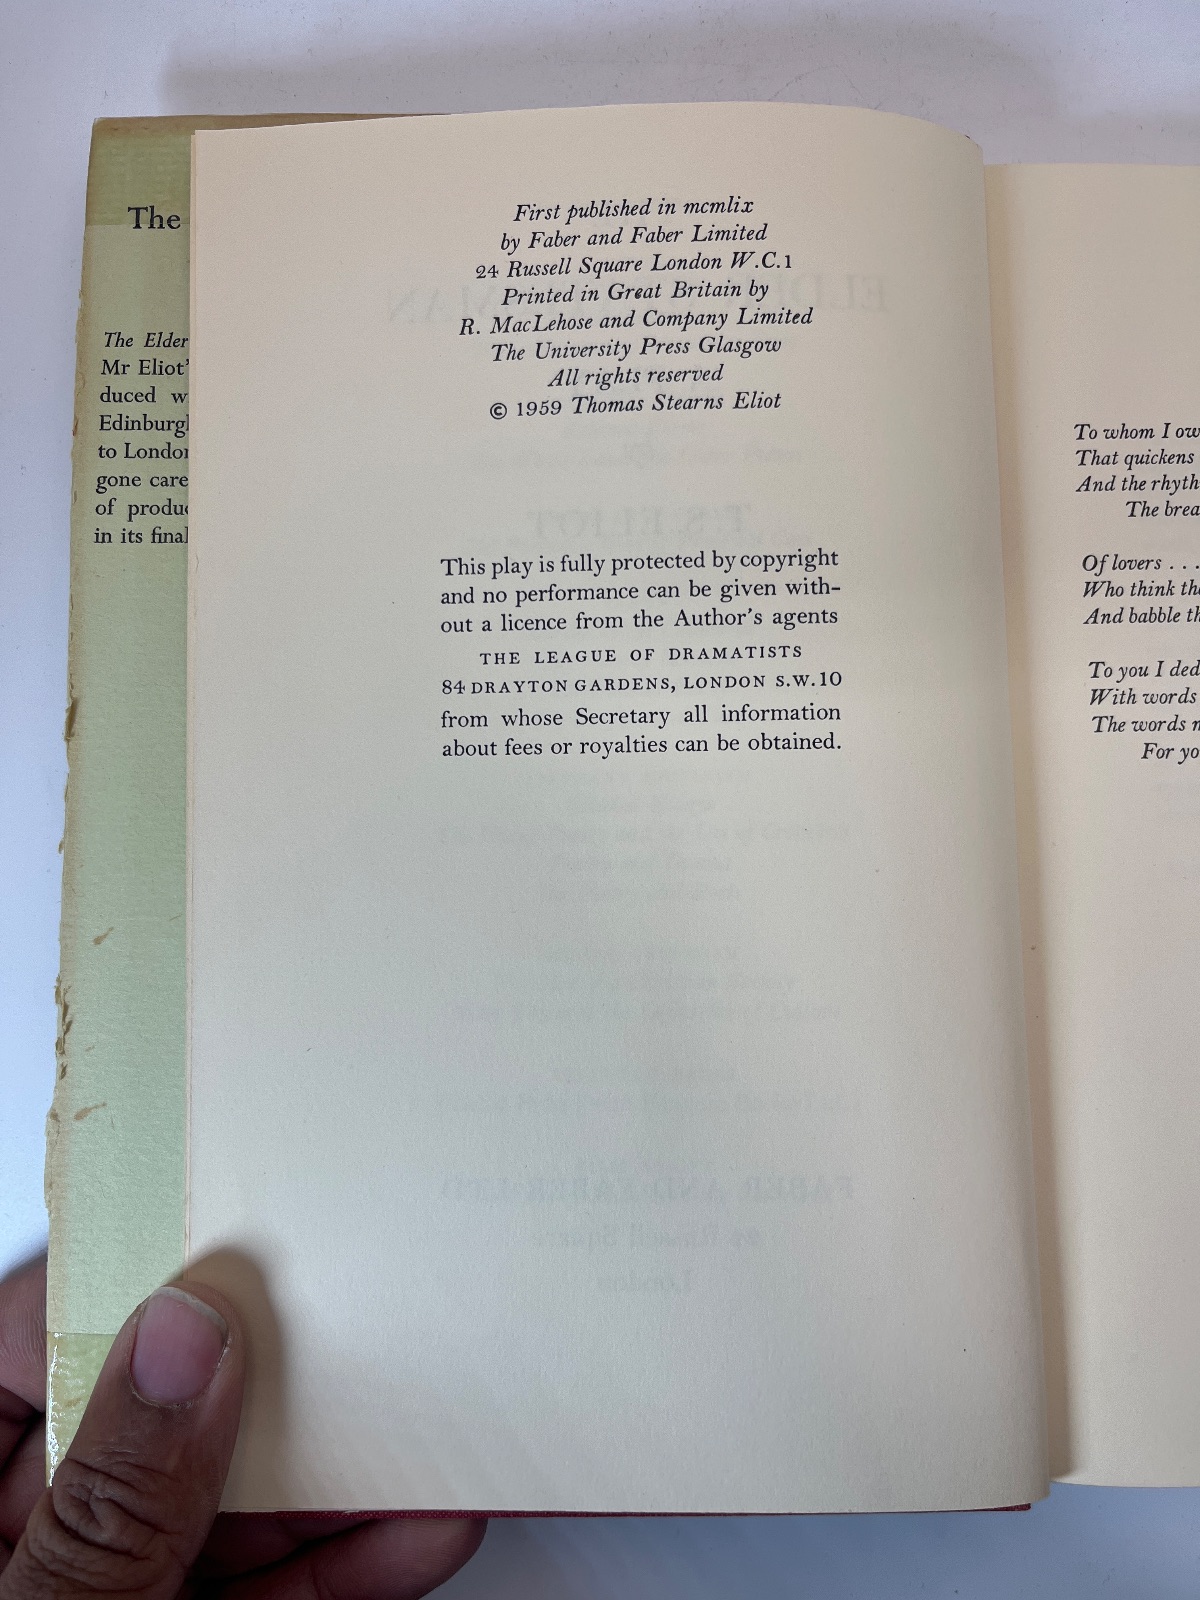 The
The Elder
Mr Eliot'
duced w
Edinburgh
to London
gone care
of produc
in its final
First published in mcmlix
by Faber and Faber Limited
24 Russell Square London W.C.1
Printed in Great Britain by
R. MacLehose and Company Limited
The University Press Glasgow
All rights reserved
© 1959 Thomas Stearns Eliot
This play is fully protected by copyright
and no performance can be given with-
out a licence from the Author's agents
THE LEAGUE OF DRAMATISTS
84 DRAYTON GARDENS, LONDON S.W.10
from whose Secretary all information
about fees or royalties can be obtained.
To whom I ow
That quickens
And the rhyth
The brea
Of lovers . . .
Who think the
And babble th
To you I ded
With words
The words m
For yo